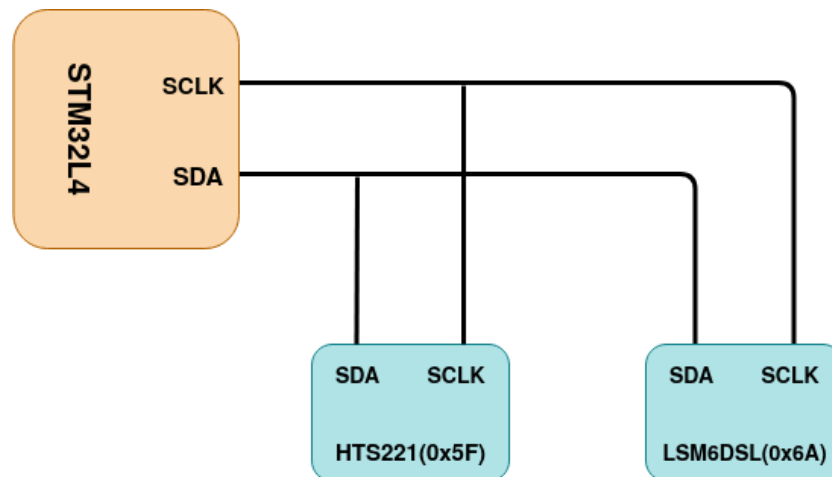 STM32L4
SCLK
SDA
SDA
SCLK
HTS221(0x5F)
SDA
SCLK
LSM6DSL(0x6A)